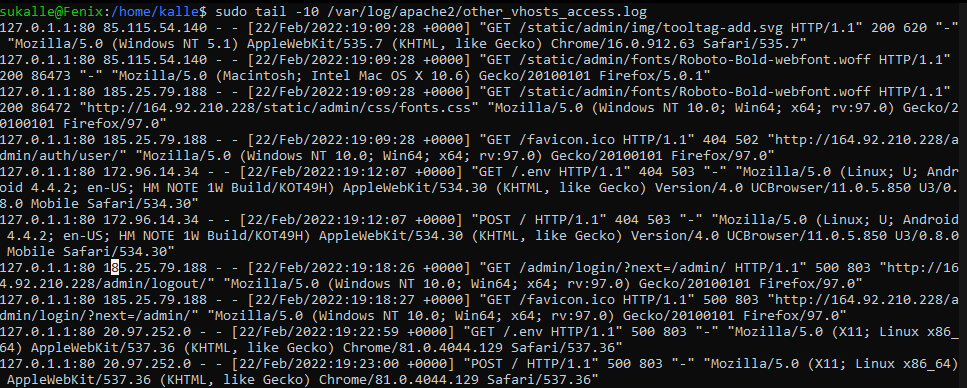 sukalle@Fenix:/home/kalle$ sudo tail -10 /var/log/apache2/other_vhosts_access.log
127.0.1.1:80 85.115.54.140 - - [22/Feb/2022:19:09:28 +0000] "GET /static/admin/img/tooltag-add.svg HTTP/1.1" 200 620 "-"
 "Mozilla/5.0 (Windows NT 5.1) AppleWebKit/535.7 (KHTML, like Gecko) Chrome/16.0.912.63 Safari/535.7"
127.0.1.1:80 85.115.54.140 - - [22/Feb/2022:19:09:28 +0000] "GET /static/admin/fonts/Roboto-Bold-webfont.woff HTTP/1.1"
200 86473 "-" "Mozilla/5.0 (Macintosh; Intel Mac OS X 10.6) Gecko/20100101 Firefox/5.0.1"
127.0.1.1:80 185.25.79.188 - - [22/Feb/2022:19:09:28 +0000] "GET /static/admin/fonts/Roboto-Bold-webfont.woff HTTP/1.1"
200 86472 "http://164.92.210.228/static/admin/css/fonts.css" "Mozilla/5.0 (Windows NT 10.0; Win64; x64; rv:97.0) Gecko/2
0100101 Firefox/97.0"
127.0.1.1:80 185.25.79.188 - - [22/Feb/2022:19:09:28 +0000] "GET /favicon.ico HTTP/1.1" 404 502 "http://164.92.210.228/a
dmin/auth/user/" "Mozilla/5.0 (Windows NT 10.0; Win64; x64; rv:97.0) Gecko/20100101 Firefox/97.0"
127.0.1.1:80 172.96.14.34 - - [22/Feb/2022:19:12:07 +0000] "GET /.env HTTP/1.1" 404 503 "-" "Mozilla/5.0 (Linux; U; Andr
oid 4.4.2; en-US; HM NOTE 1W Build/KOT49H) AppleWebKit/534.30 (KHTML, like Gecko) Version/4.0 UCBrowser/11.0.5.850 U3/0.
8.0 Mobile Safari/534.30"
127.0.1.1:80 172.96.14.34 - - [22/Feb/2022:19:12:07 +0000] "POST / HTTP/1.1" 404 503 "-" "Mozilla/5.0 (Linux; U; Android
 4.4.2; en-US; HM NOTE 1W Build/KOT49H) AppleWebKit/534.30 (KHTML, like Gecko) Version/4.0 UCBrowser/11.0.5.850 U3/0.8.0
 Mobile Safari/534.30"
127.0.1.1:80 185.25.79.188 - - [22/Feb/2022:19:18:26 +0000] "GET /admin/login/?next=/admin/ HTTP/1.1" 500 803 "http://16
4.92.210.228/admin/logout/" "Mozilla/5.0 (Windows NT 10.0; Win64; x64; rv:97.0) Gecko/20100101 Firefox/97.0"
127.0.1.1:80 185.25.79.188 - - [22/Feb/2022:19:18:27 +0000] "GET /favicon.ico HTTP/1.1" 500 803 "http://164.92.210.228/a
dmin/login/?next=/admin/" "Mozilla/5.0 (Windows NT 10.0; Win64; x64; rv:97.0) Gecko/20100101 Firefox/97.0"
127.0.1.1:80 20.97.252.0 - - [22/Feb/2022:19:22:59 +0000] "GET /.env HTTP/1.1" 500 803 "-" "Mozilla/5.0 (X11; Linux x86_
64) AppleWebKit/537.36 (KHTML, like Gecko) Chrome/81.0.4044.129 Safari/537.36"
127.0.1.1:80 20.97.252.0 - - [22/Feb/2022:19:23:00 +0000] "POST / HTTP/1.1" 500 803 "-" "Mozilla/5.0 (X11; Linux x86_64)
 AppleWebKit/537.36 (KHTML, like Gecko) Chrome/81.0.4044.129 Safari/537.36"